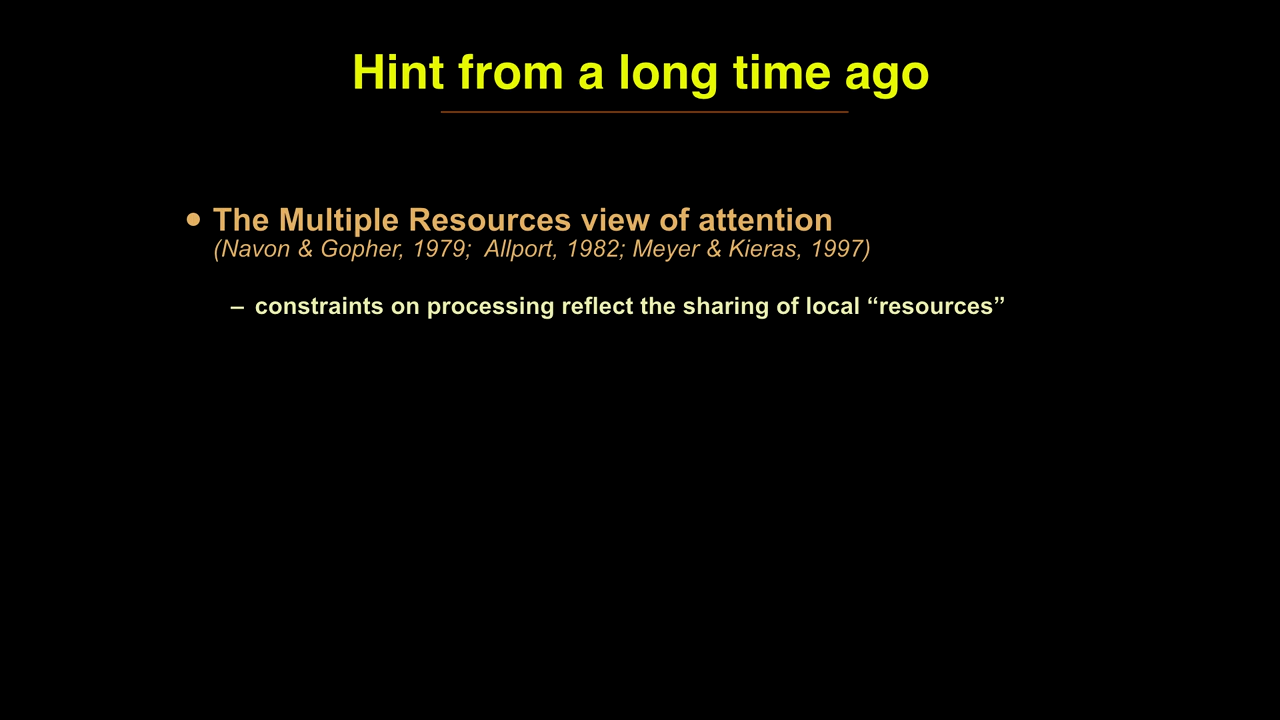 Hint from a long time ago
• The Multiple Resources view of attention
(Navon & Gopher, 1979;  Allport, 1982; Meyer & Kieras, 1997)
– constraints on processing reflect the sharing of local “resources”